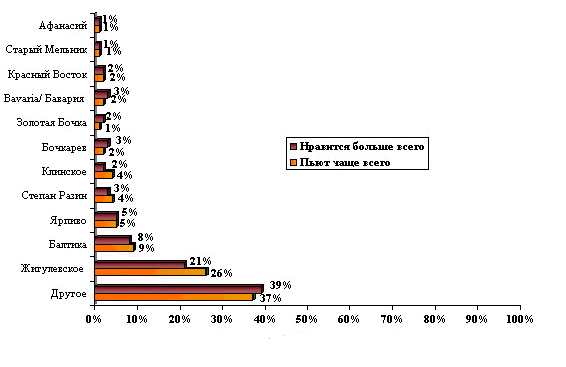 Афанасий 1% 1%
Старый Мельник 1% 1%
Красный Восток 2% 2%
Bavaria/ Бавария 3% 2%
Золотая Бочка 2% 1%
Бочкарев 3% 2%
Клинское 2% 4%
Степан Разин 3% 4%
Ярпиво 5% 5%
Балтика 8% 9%
Жигулевское 21% 26%
Другое 39% 37%
Нравится больше всего
Пьют чаще всего
0% 10% 20% 30% 40% 50% 60% 70% 80% 90% 100%